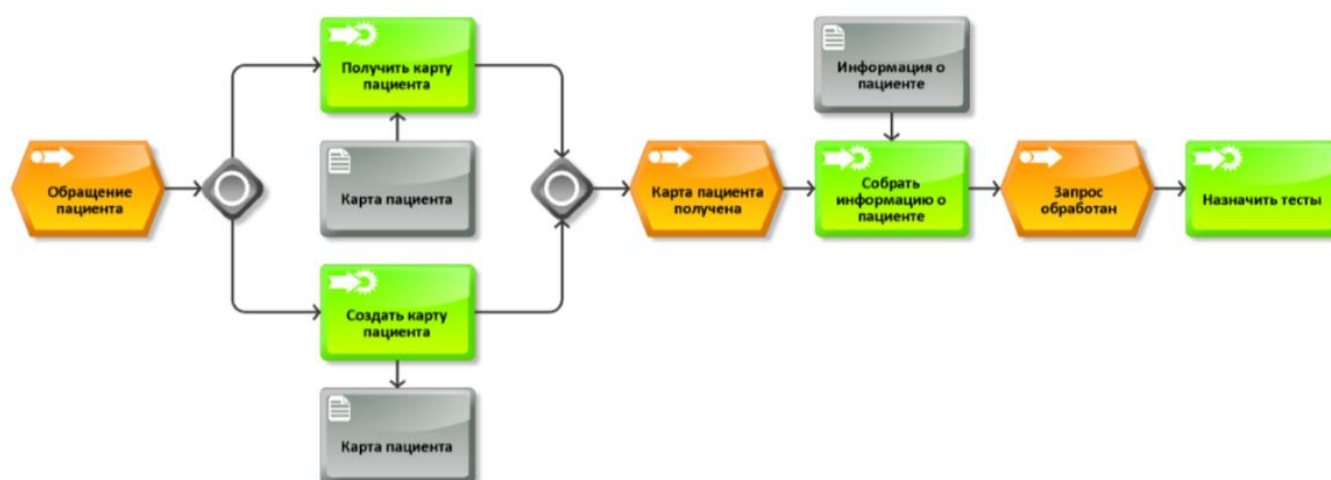 Получить карту
пациента
Информация о
пациенте
Обращение
пациента
Карта пациента
Карта пациента
получена
Собрать
информацию о
пациенте
Запрос
обработан
Назначить тесты
Создать карту
пациента
Карта пациента